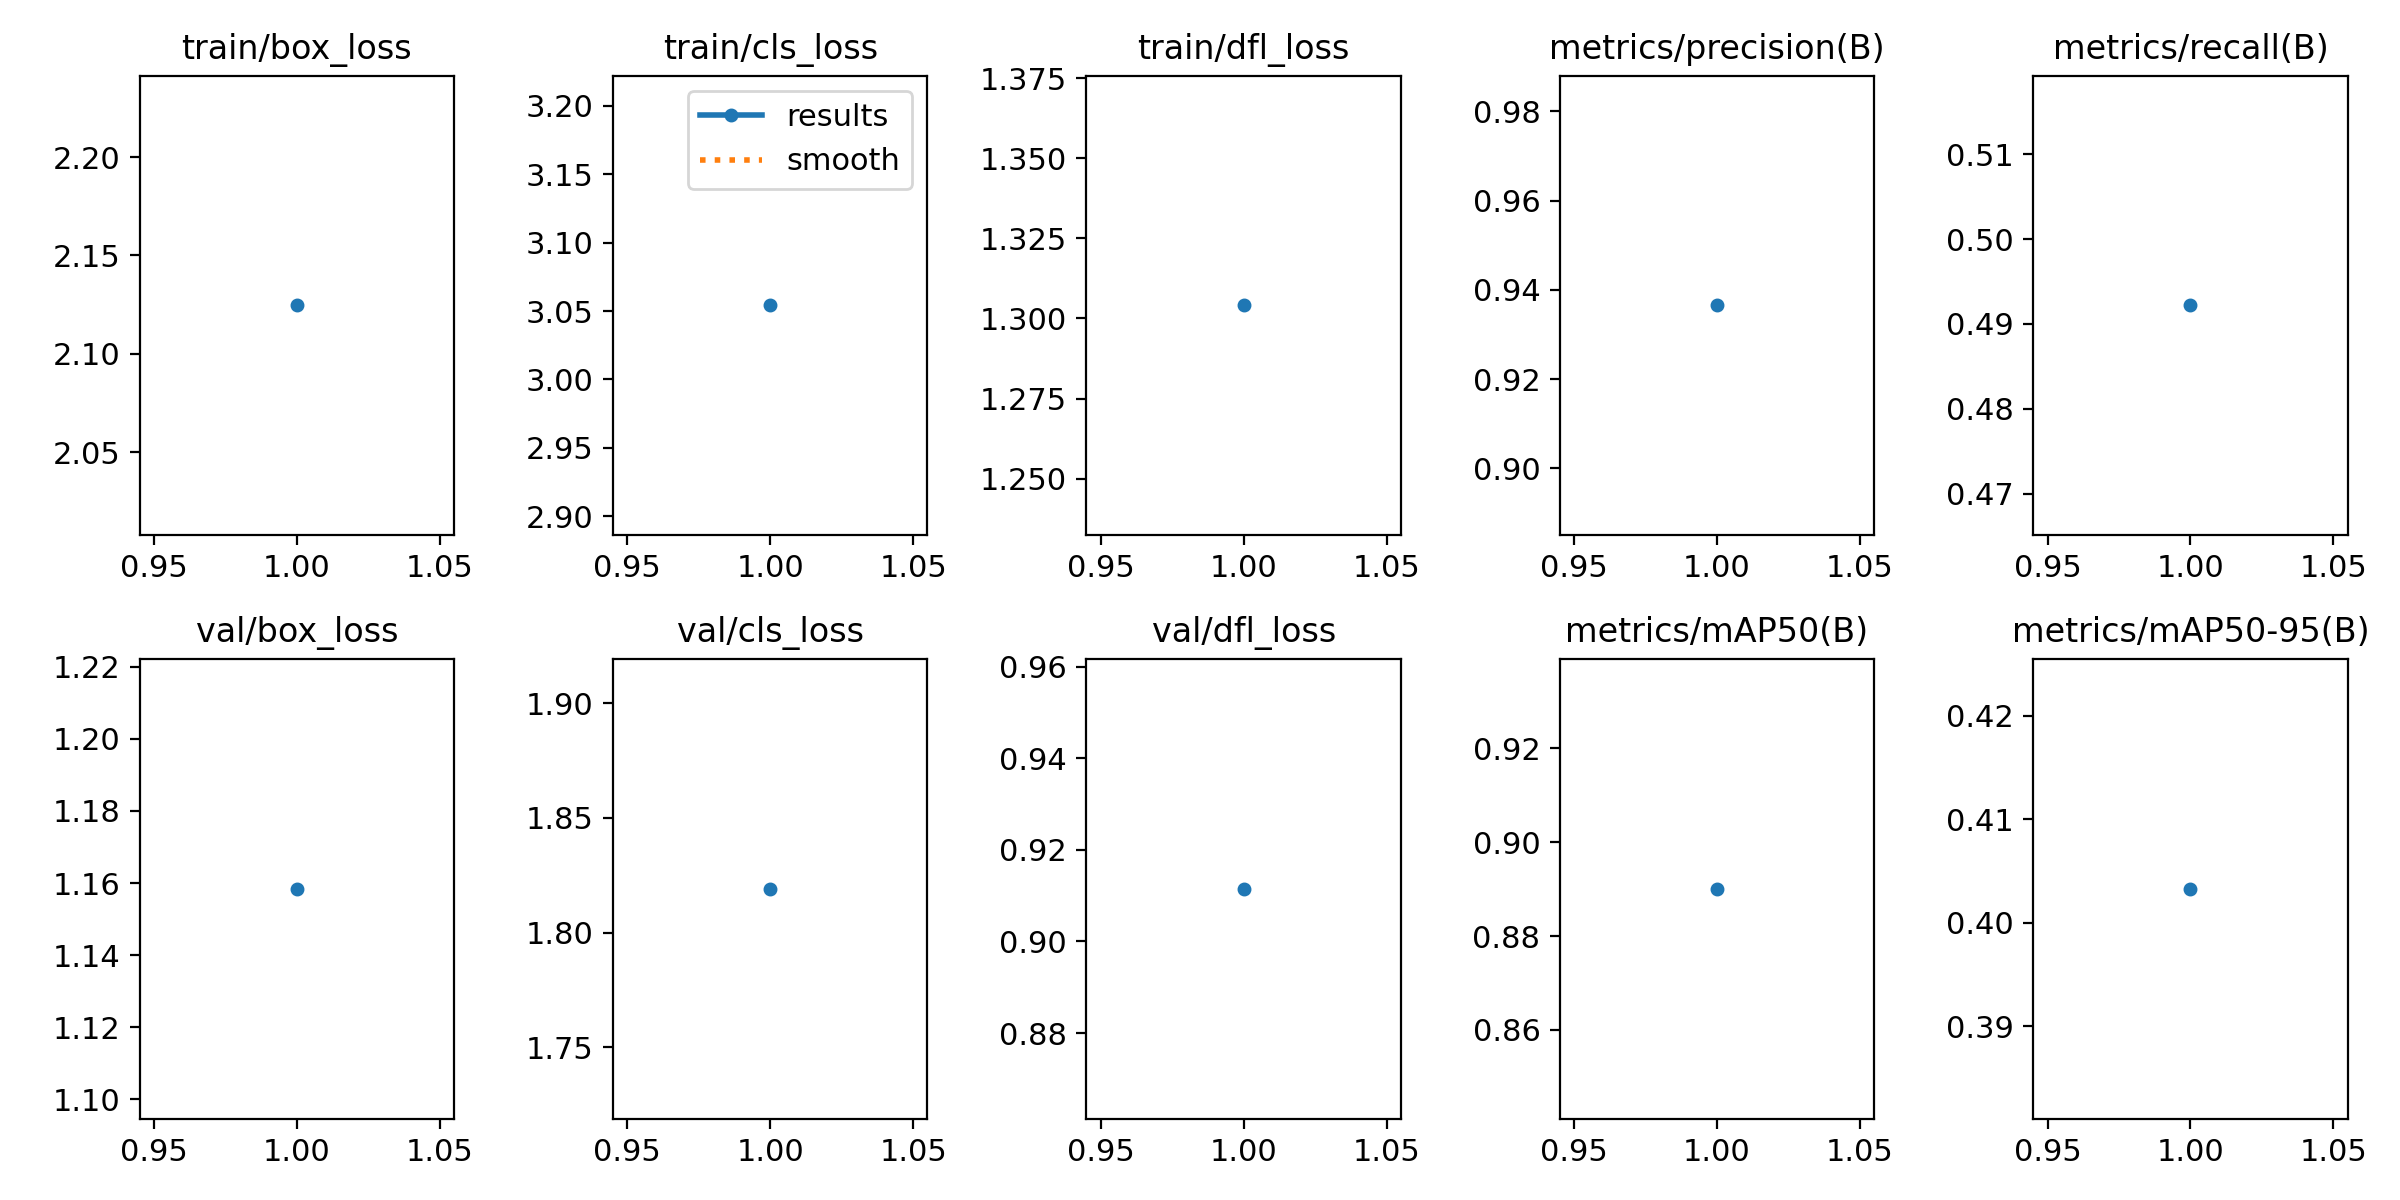 train/box_loss
2.20
2.15
2.10
2.05
0.95 1.00 1.05
train/cls_loss
results
smooth
3.20
3.15
3.10
3.05
3.00
2.95
2.90
0.95 1.00 1.05
train/dfl_loss
1.375
1.350
1.325
1.300
1.275
1.250
0.95 1.00 1.05
metrics/precision(B)
0.98
0.96
0.94
0.92
0.90
0.95 1.00 1.05
metrics/recall(B)
0.51
0.50
0.49
0.48
0.47
0.95 1.00 1.05
val/box_loss
1.22
1.20
1.18
1.16
1.14
1.12
1.10
0.95 1.00 1.05
val/cls_loss
1.90
1.85
1.80
1.75
0.95 1.00 1.05
val/dfl_loss
0.96
0.94
0.92
0.90
0.88
0.95 1.00 1.05
metrics/mAP50(B)
0.92
0.90
0.88
0.86
0.95 1.00 1.05
metrics/mAP50-95(B)
0.42
0.41
0.40
0.39
0.95 1.00 1.05